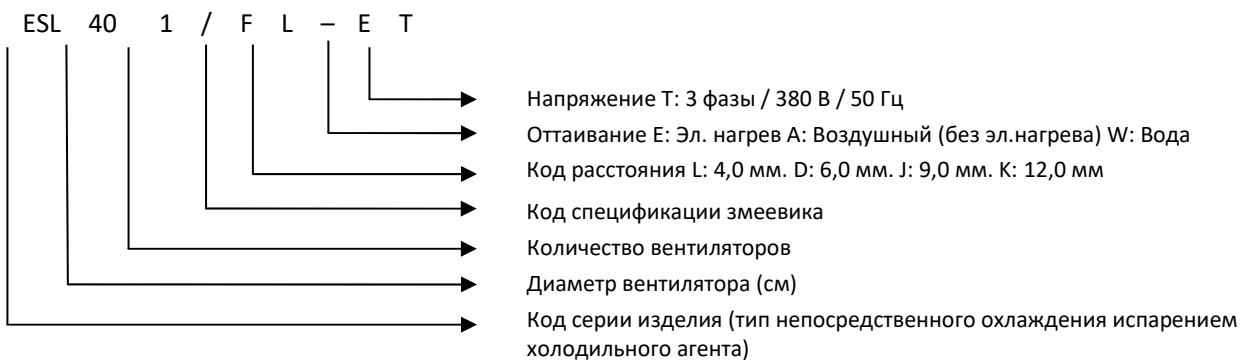 ESL 40 1 / F L – E T
Напряжение T: 3 фазы / 380 В / 50 Гц
Оттаивание E: Эл. нагрев A: Воздушный (без эл.нагрева) W: Вода
Код расстояния L: 4,0 мм. D: 6,0 мм. J: 9,0 мм. K: 12,0 мм
Код спецификации змеевика
Количество вентиляторов
Диаметр вентилятора (см)
Код серии изделия (тип непосредственного охлаждения испарением
холодильного агента)